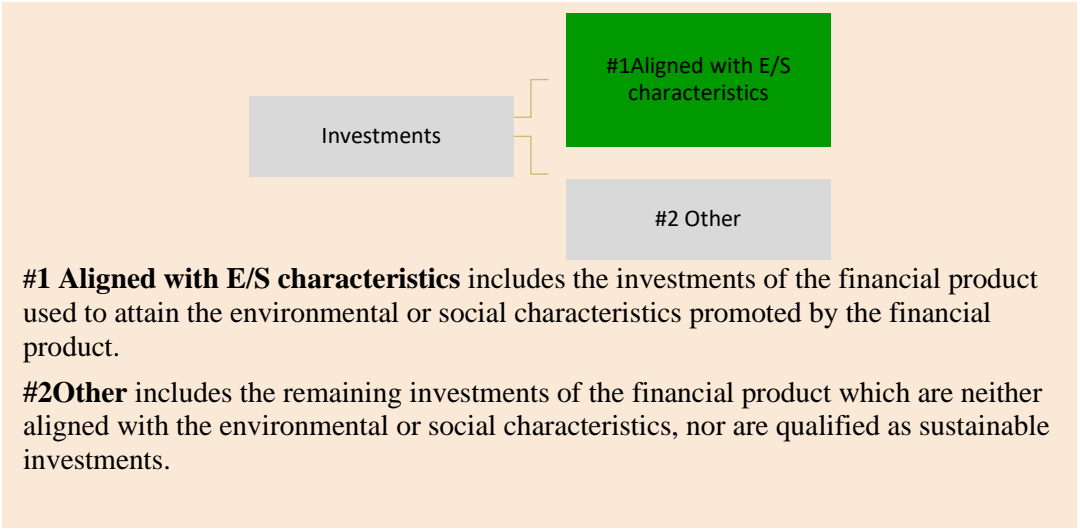 #1Aligned with E/S
characteristics
Investments
#2 Other
#1 Aligned with E/S characteristics includes the investments of the financial product
used to attain the environmental or social characteristics promoted by the financial
product.
#2Other includes the remaining investments of the financial product which are neither
aligned with the environmental or social characteristics, nor are qualified as sustainable
investments.